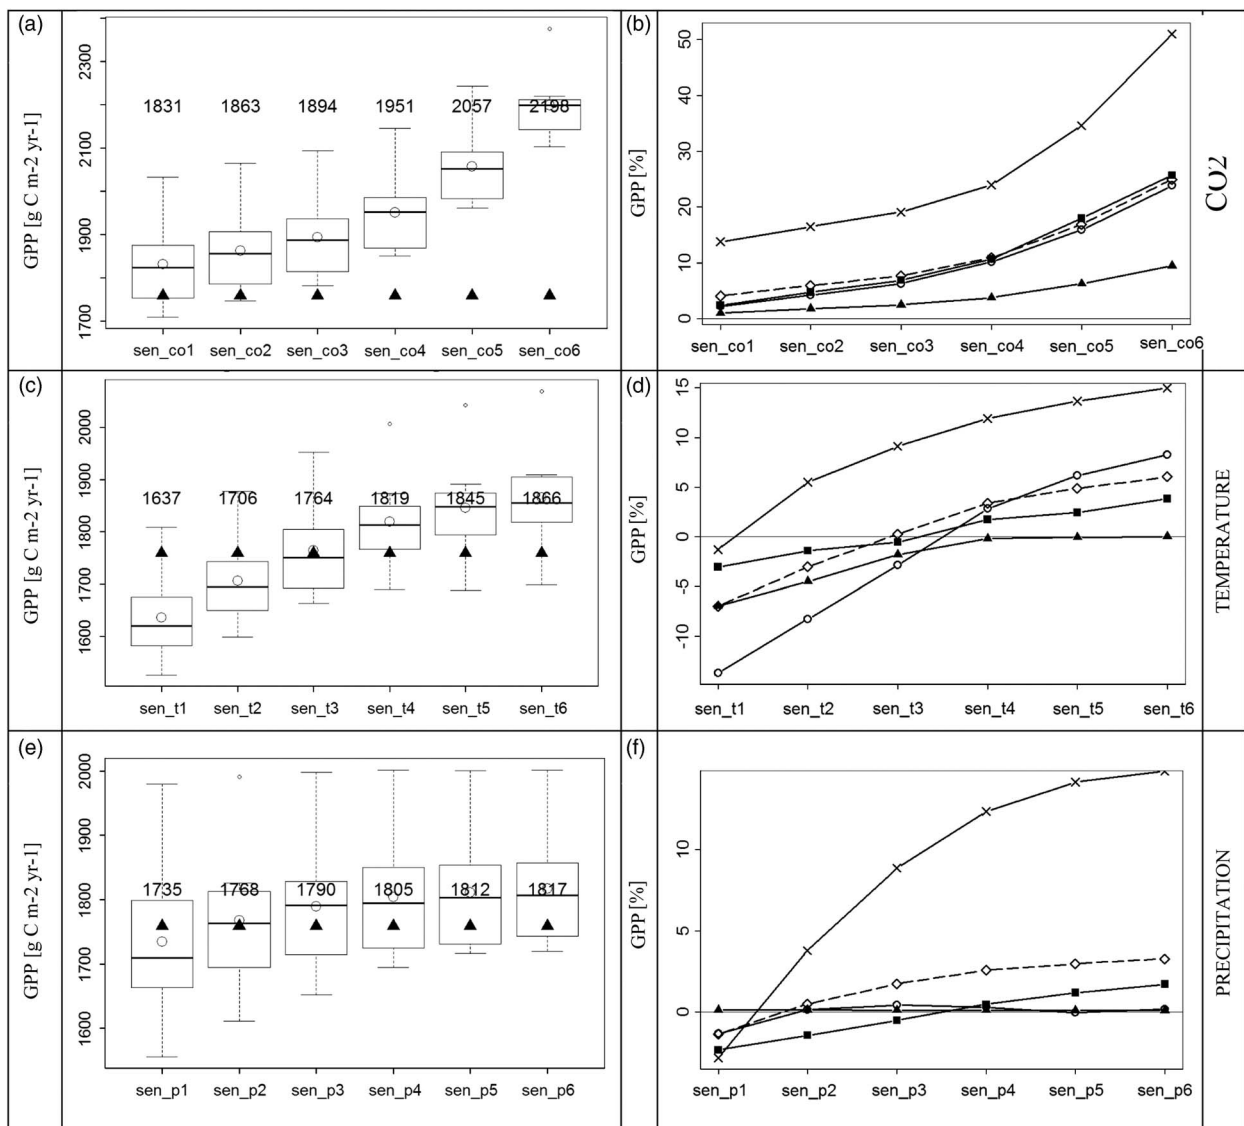 (a)
GPP [g C m-2 yr-1]
2300
2100
1900
1700
1831 1863 1894 1951 2057 2198
sen_co1 sen_co2 sen_co3 sen_co4 sen_co5 sen_co6
(b)
GPP [%]
50
40
30
20
10
0
sen_co1 sen_co2 sen_co3 sen_co4 sen_co5 sen_co6
CO2
(c)
GPP [g C m-2 yr-1]
2000
1900
1800
1700
1600
1637 1706 1764 1819 1845 1866
sen_t1 sen_t2 sen_t3 sen_t4 sen_t5 sen_t6
(d)
GPP [%]
15
10
5
0
-5
-10
sen_t1 sen_t2 sen_t3 sen_t4 sen_t5 sen_t6
TEMPERATURE
(e)
GPP [g C m-2 yr-1]
2000
1900
1800
1700
1600
1735 1768 1790 1805 1812 1817
sen_p1 sen_p2 sen_p3 sen_p4 sen_p5 sen_p6
(f)
GPP [%]
10
5
0
sen_p1 sen_p2 sen_p3 sen_p4 sen_p5 sen_p6
PRECIPITATION